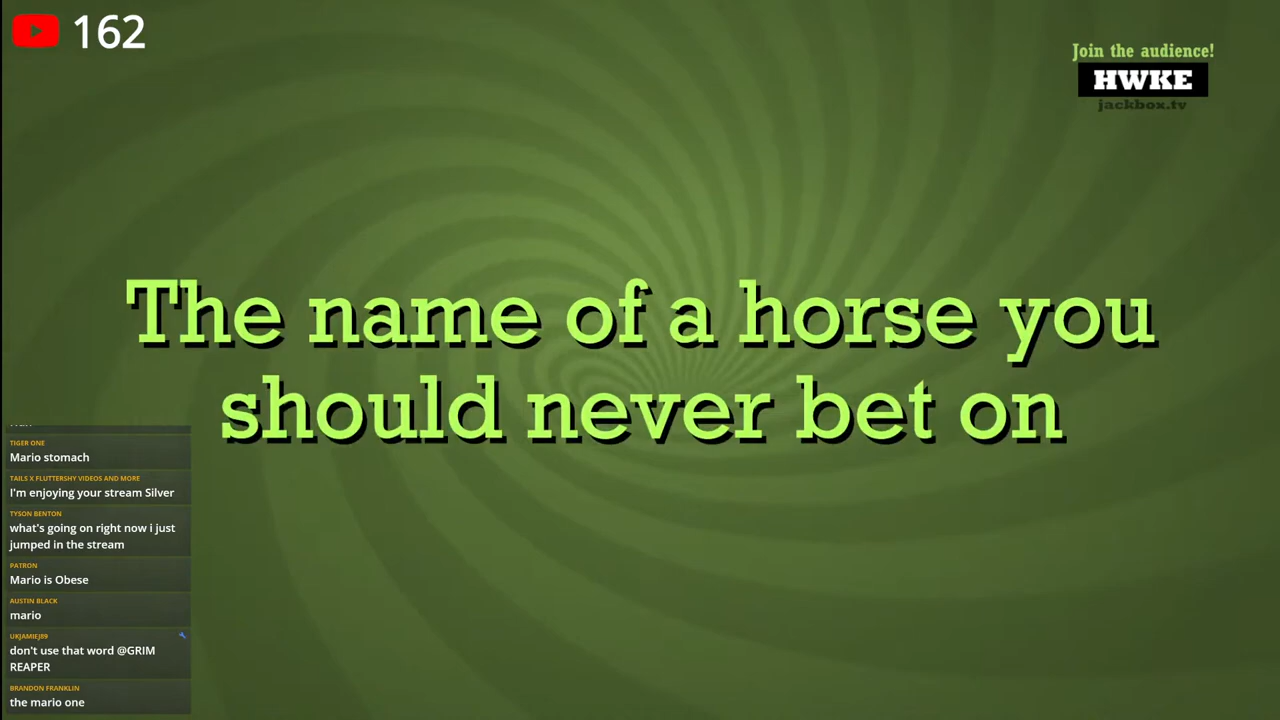 162
Join the audience!
HWKE
jackbox.tv
The name of a horse you
should never bet on
TIGER ONE
Mario stomach
TAILS X FLUTTERSHY VIDEOS AND MORE
I'm enjoying your stream Silver
TYSON BENTON
what's going on right now i just
jumped in the stream
PATRON
Mario is Obese
AUSTIN BLACK
mario
UKJAMIEJ89
don't use that word @GRIM
REAPER
BRANDON FRANKLIN
the marlo one